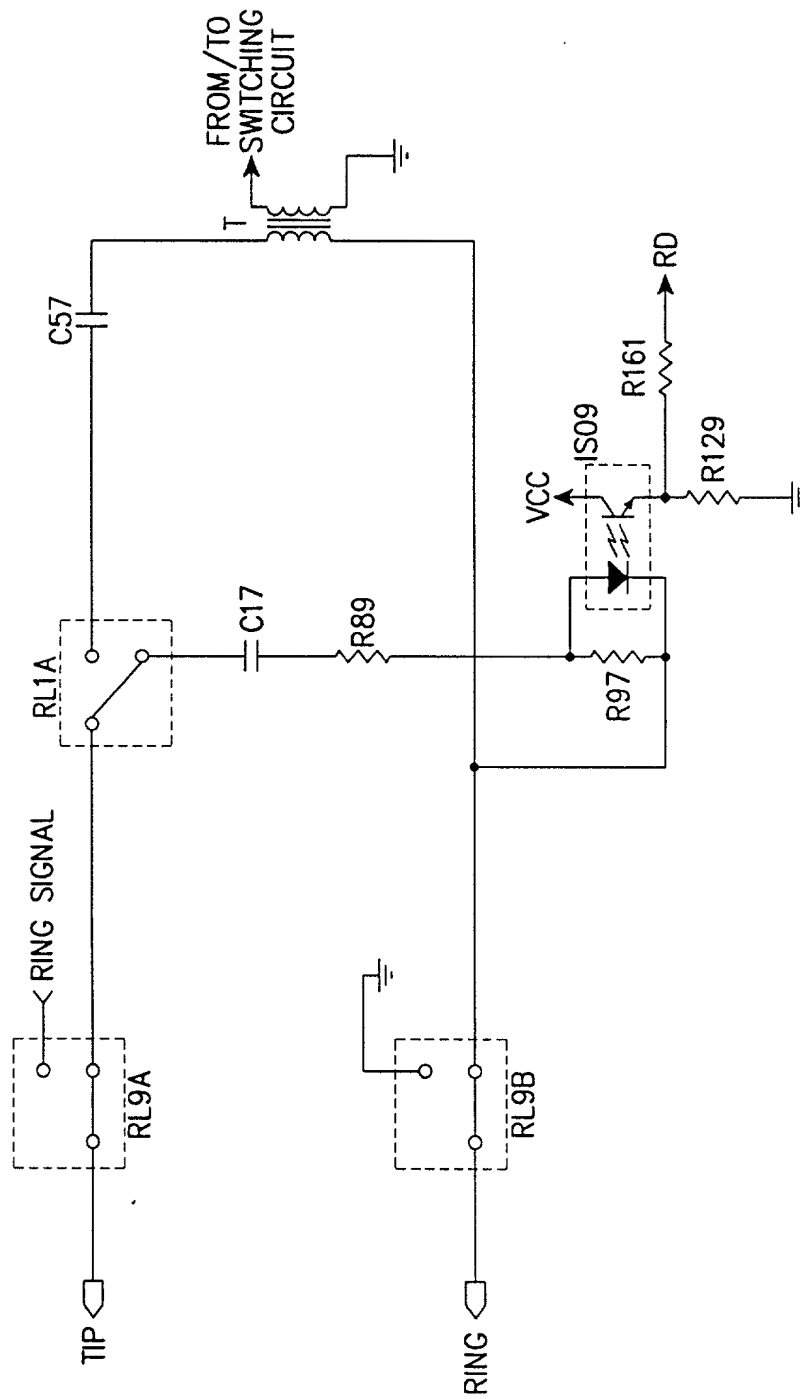 TIP
RL9A
RING SIGNAL
RL1A
C57
T
FROM/TO
SWITCHING
CIRCUIT
C17
R89
RING
RL9B
R97
VCC
ISO9
R161
RD
R129